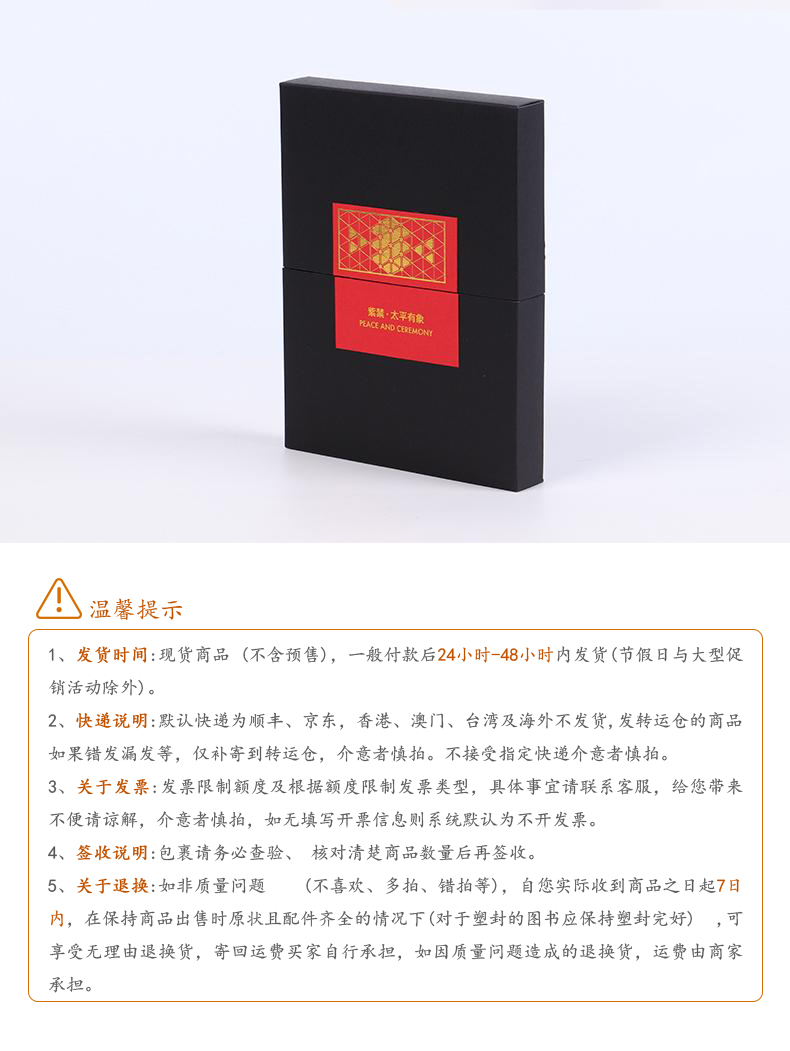 紫禁·太平有象
PEACE AND CEREMONY
温馨提示
1、发货时间:现货商品 (不含预售)，一般付款后24小时-48小时内发货(节假日与大型促
销活动除外)。
2、快递说明:默认快递为顺丰、京东，香港、澳门、台湾及海外不发货,发转运仓的商品
如果错发漏发等，仅补寄到转运仓，介意者慎拍。不接受指定快递介意者慎拍。
3、关于发票:发票限制额度及根据额度限制发票类型，具体事宜请联系客服，给您带来
不便请谅解，介意者慎拍，如无填写开票信息则系统默认为不开发票。
4、签收说明:包裹请务必查验、 核对清楚商品数量后再签收。
5、关于退换:如非质量问题 (不喜欢、多拍、错拍等)，自您实际收到商品之日起7日
内，在保持商品出售时原状且配件齐全的情况下(对于塑封的图书应保持塑封完好) ,可
享受无理由退换货，寄回运费买家自行承担，如因质量问题造成的退换货，运费由商家
承担。